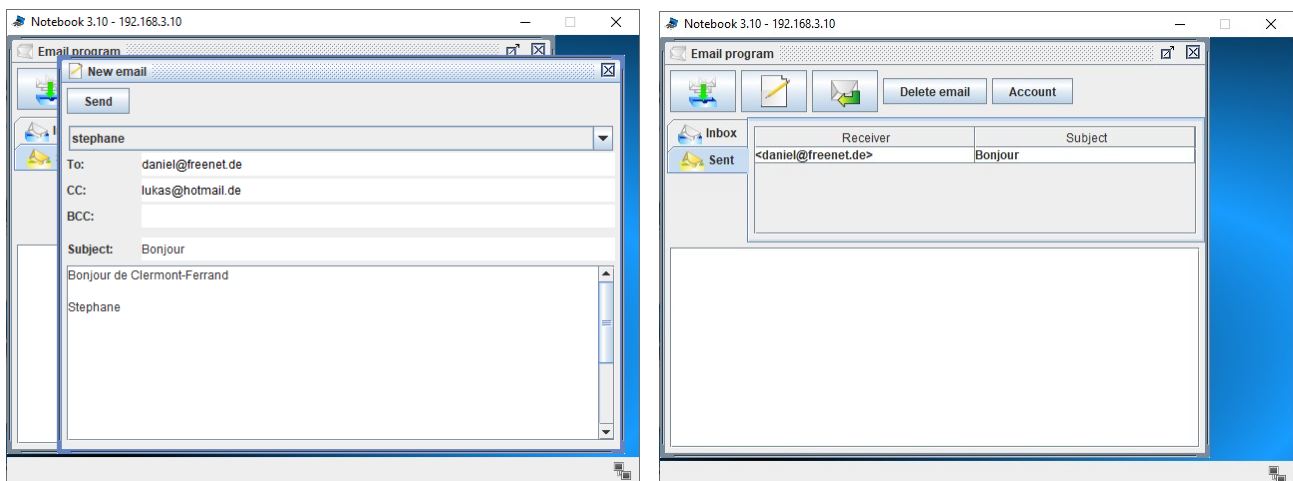 Notebook 3.10 - 192.168.3.10
Email program
New email
Send
stephane
To: daniel@freenet.de
CC: lukas@hotmail.de
BCC:
Subject: Bonjour
Bonjour de Clermont-Ferrand
Stephane
Notebook 3.10 - 192.168.3.10
Email program
Delete email Account
Inbox
Sent
Receiver Subject
<daniel@freenet.de> Bonjour